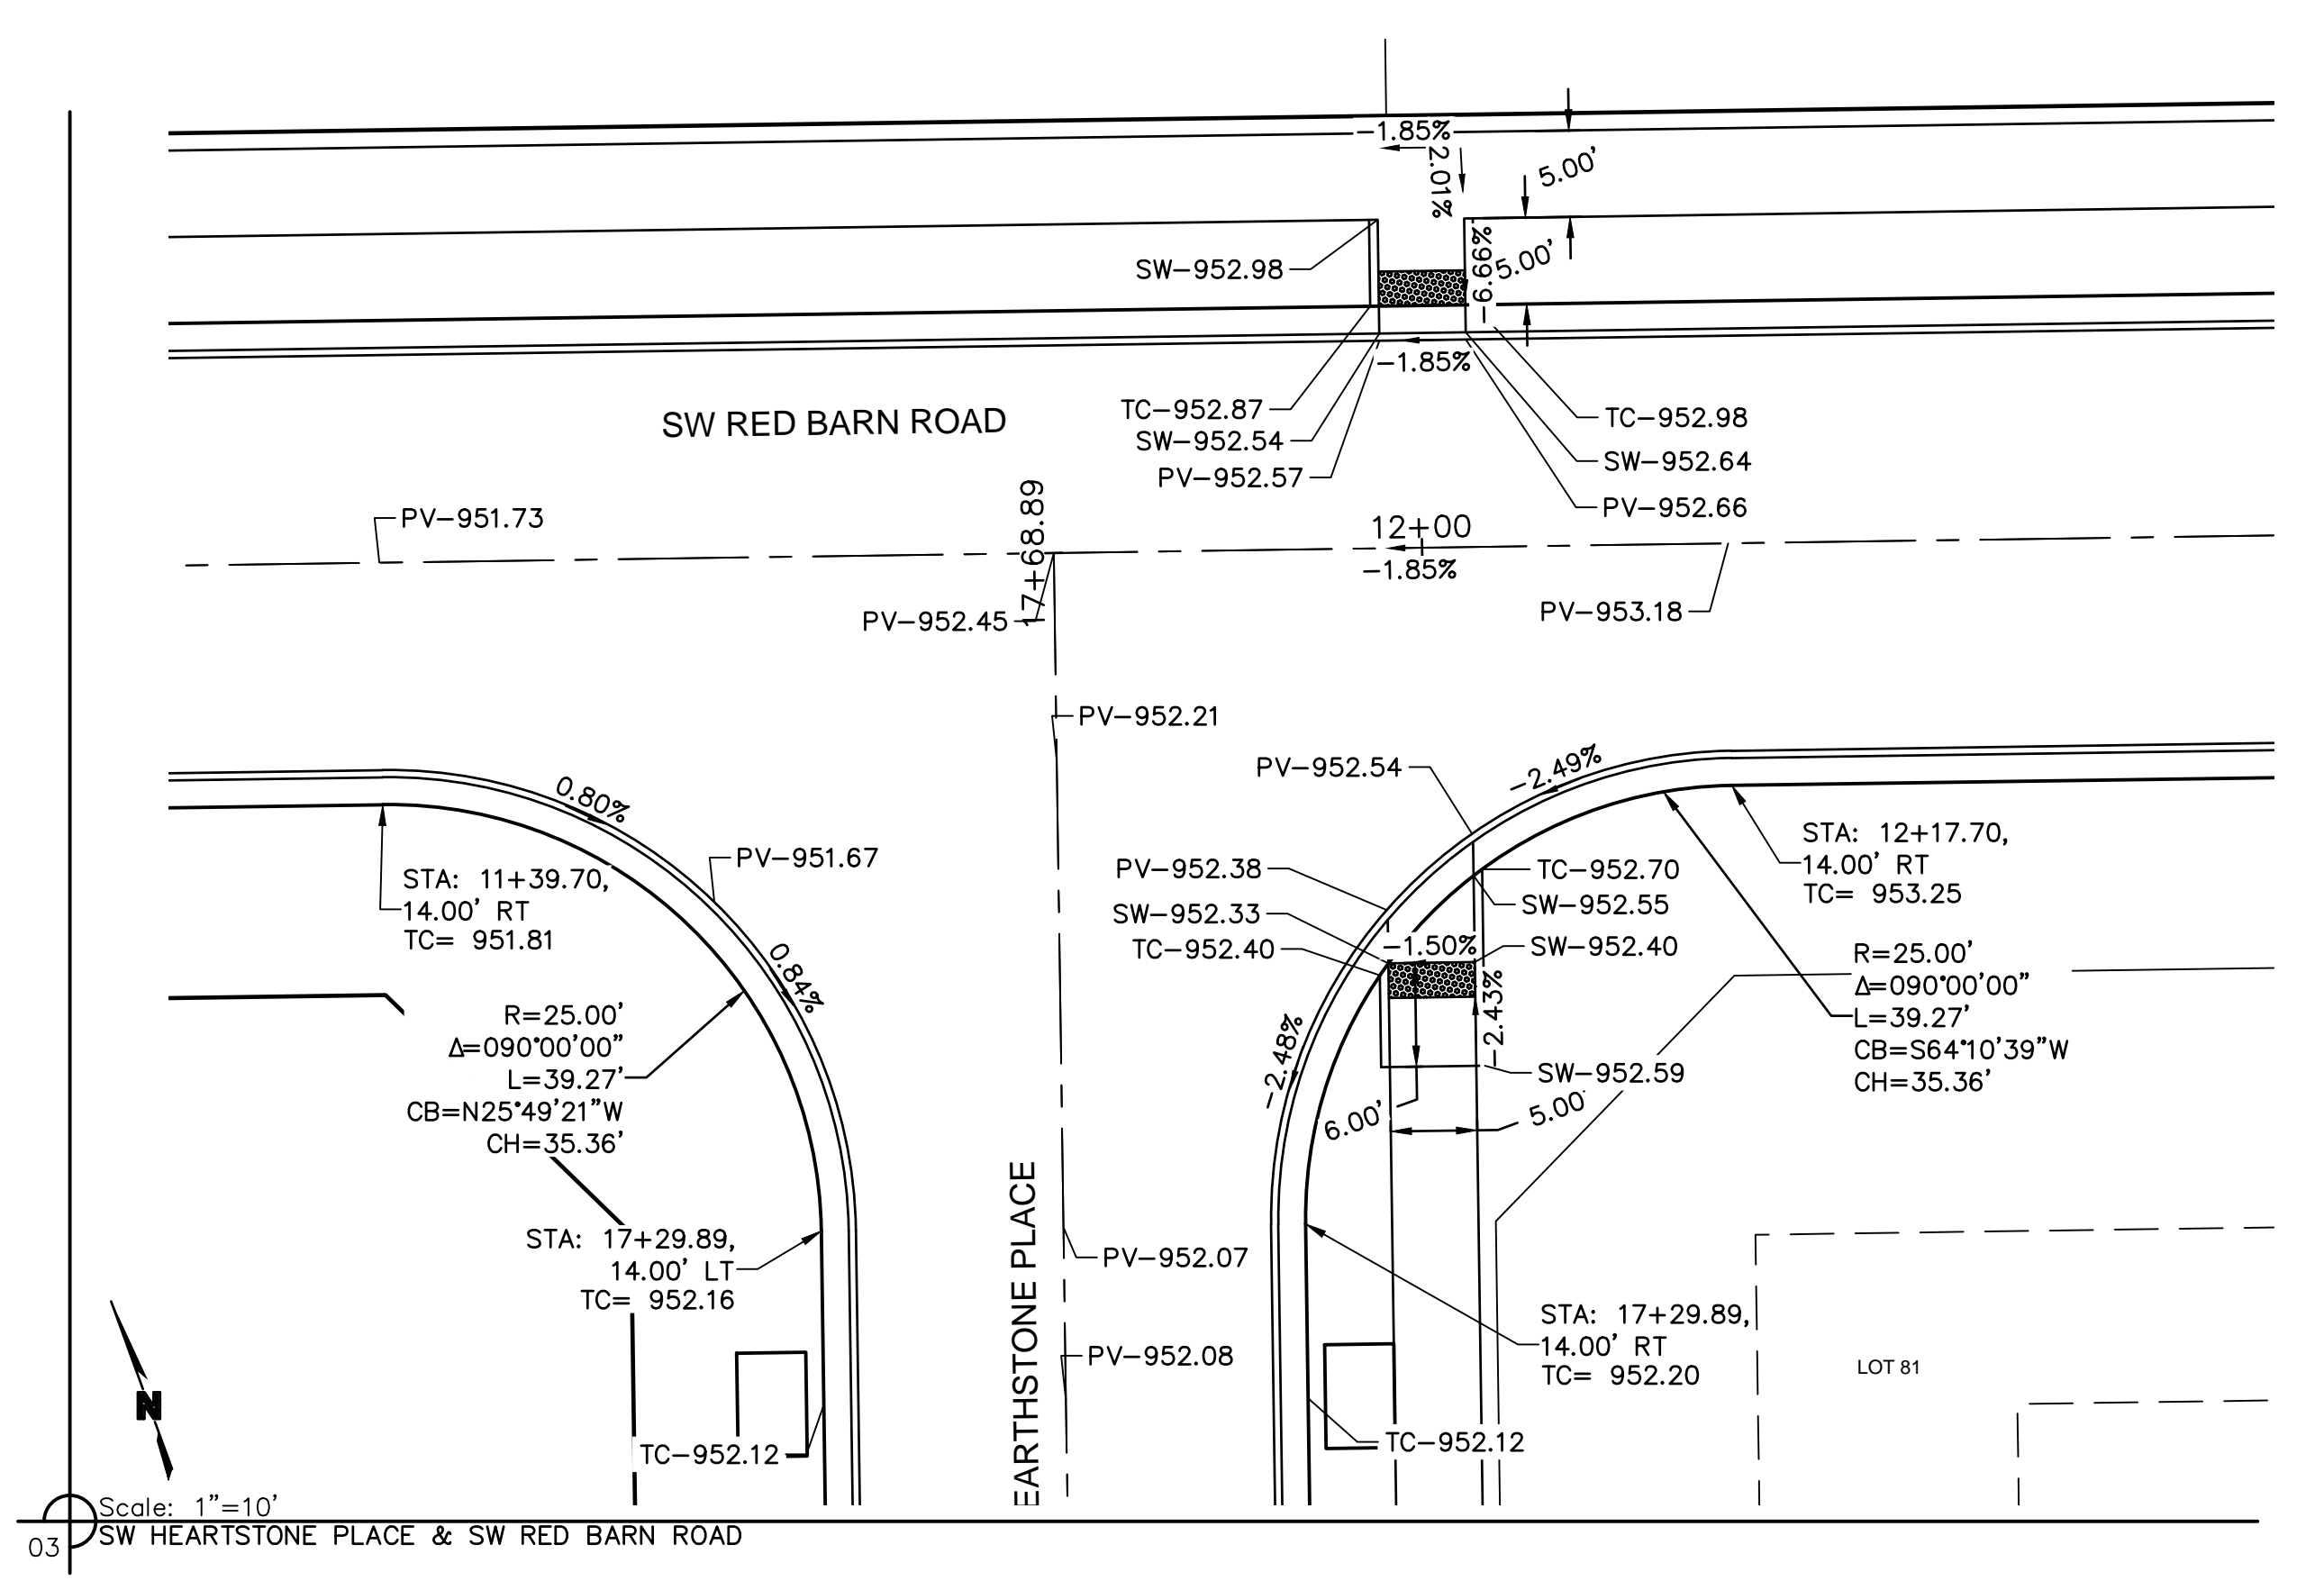 -1.85%
2.01%
5.00'
-9.99%
5.00'
SW-952.98
-1.85%
TC-952.87
SW-952.54
PV-952.57
TC-952.98
SW-952.64
PV-952.66
SW RED BARN ROAD
PV-951.73
17+68.89
12+00
-1.85%
PV-952.45
PV-953.18
PV-952.21
PV-952.54
-2.49%
0.80%
PV-951.67
0.84%
STA: 11+39.70,
14.00' RT
TC= 951.81
PV-952.38
SW-952.33
TC-952.40
TC-952.70
SW-952.55
-1.50%
SW-952.40
STA: 12+17.70,
14.00' RT
TC= 953.25
R=25.00'
Δ=090°00'00"
L=39.27'
CB=S64°10'39"W
CH=35.36'
R=25.00'
Δ=090°00'00"
L=39.27'
CB=N25°49'21"W
CH=35.36'
-2.48%
-2.43%
SW-952.59
6.00'
5.00'
STA: 17+29.89,
14.00' LT
TC= 952.16
PV-952.07
EARTHSTONE PLACE
PV-952.08
STA: 17+29.89,
14.00' RT
TC= 952.20
LOT 81
TC-952.12
TC-952.12
N
Scale: 1"=10'
SW HEARTSTONE PLACE & SW RED BARN ROAD
03